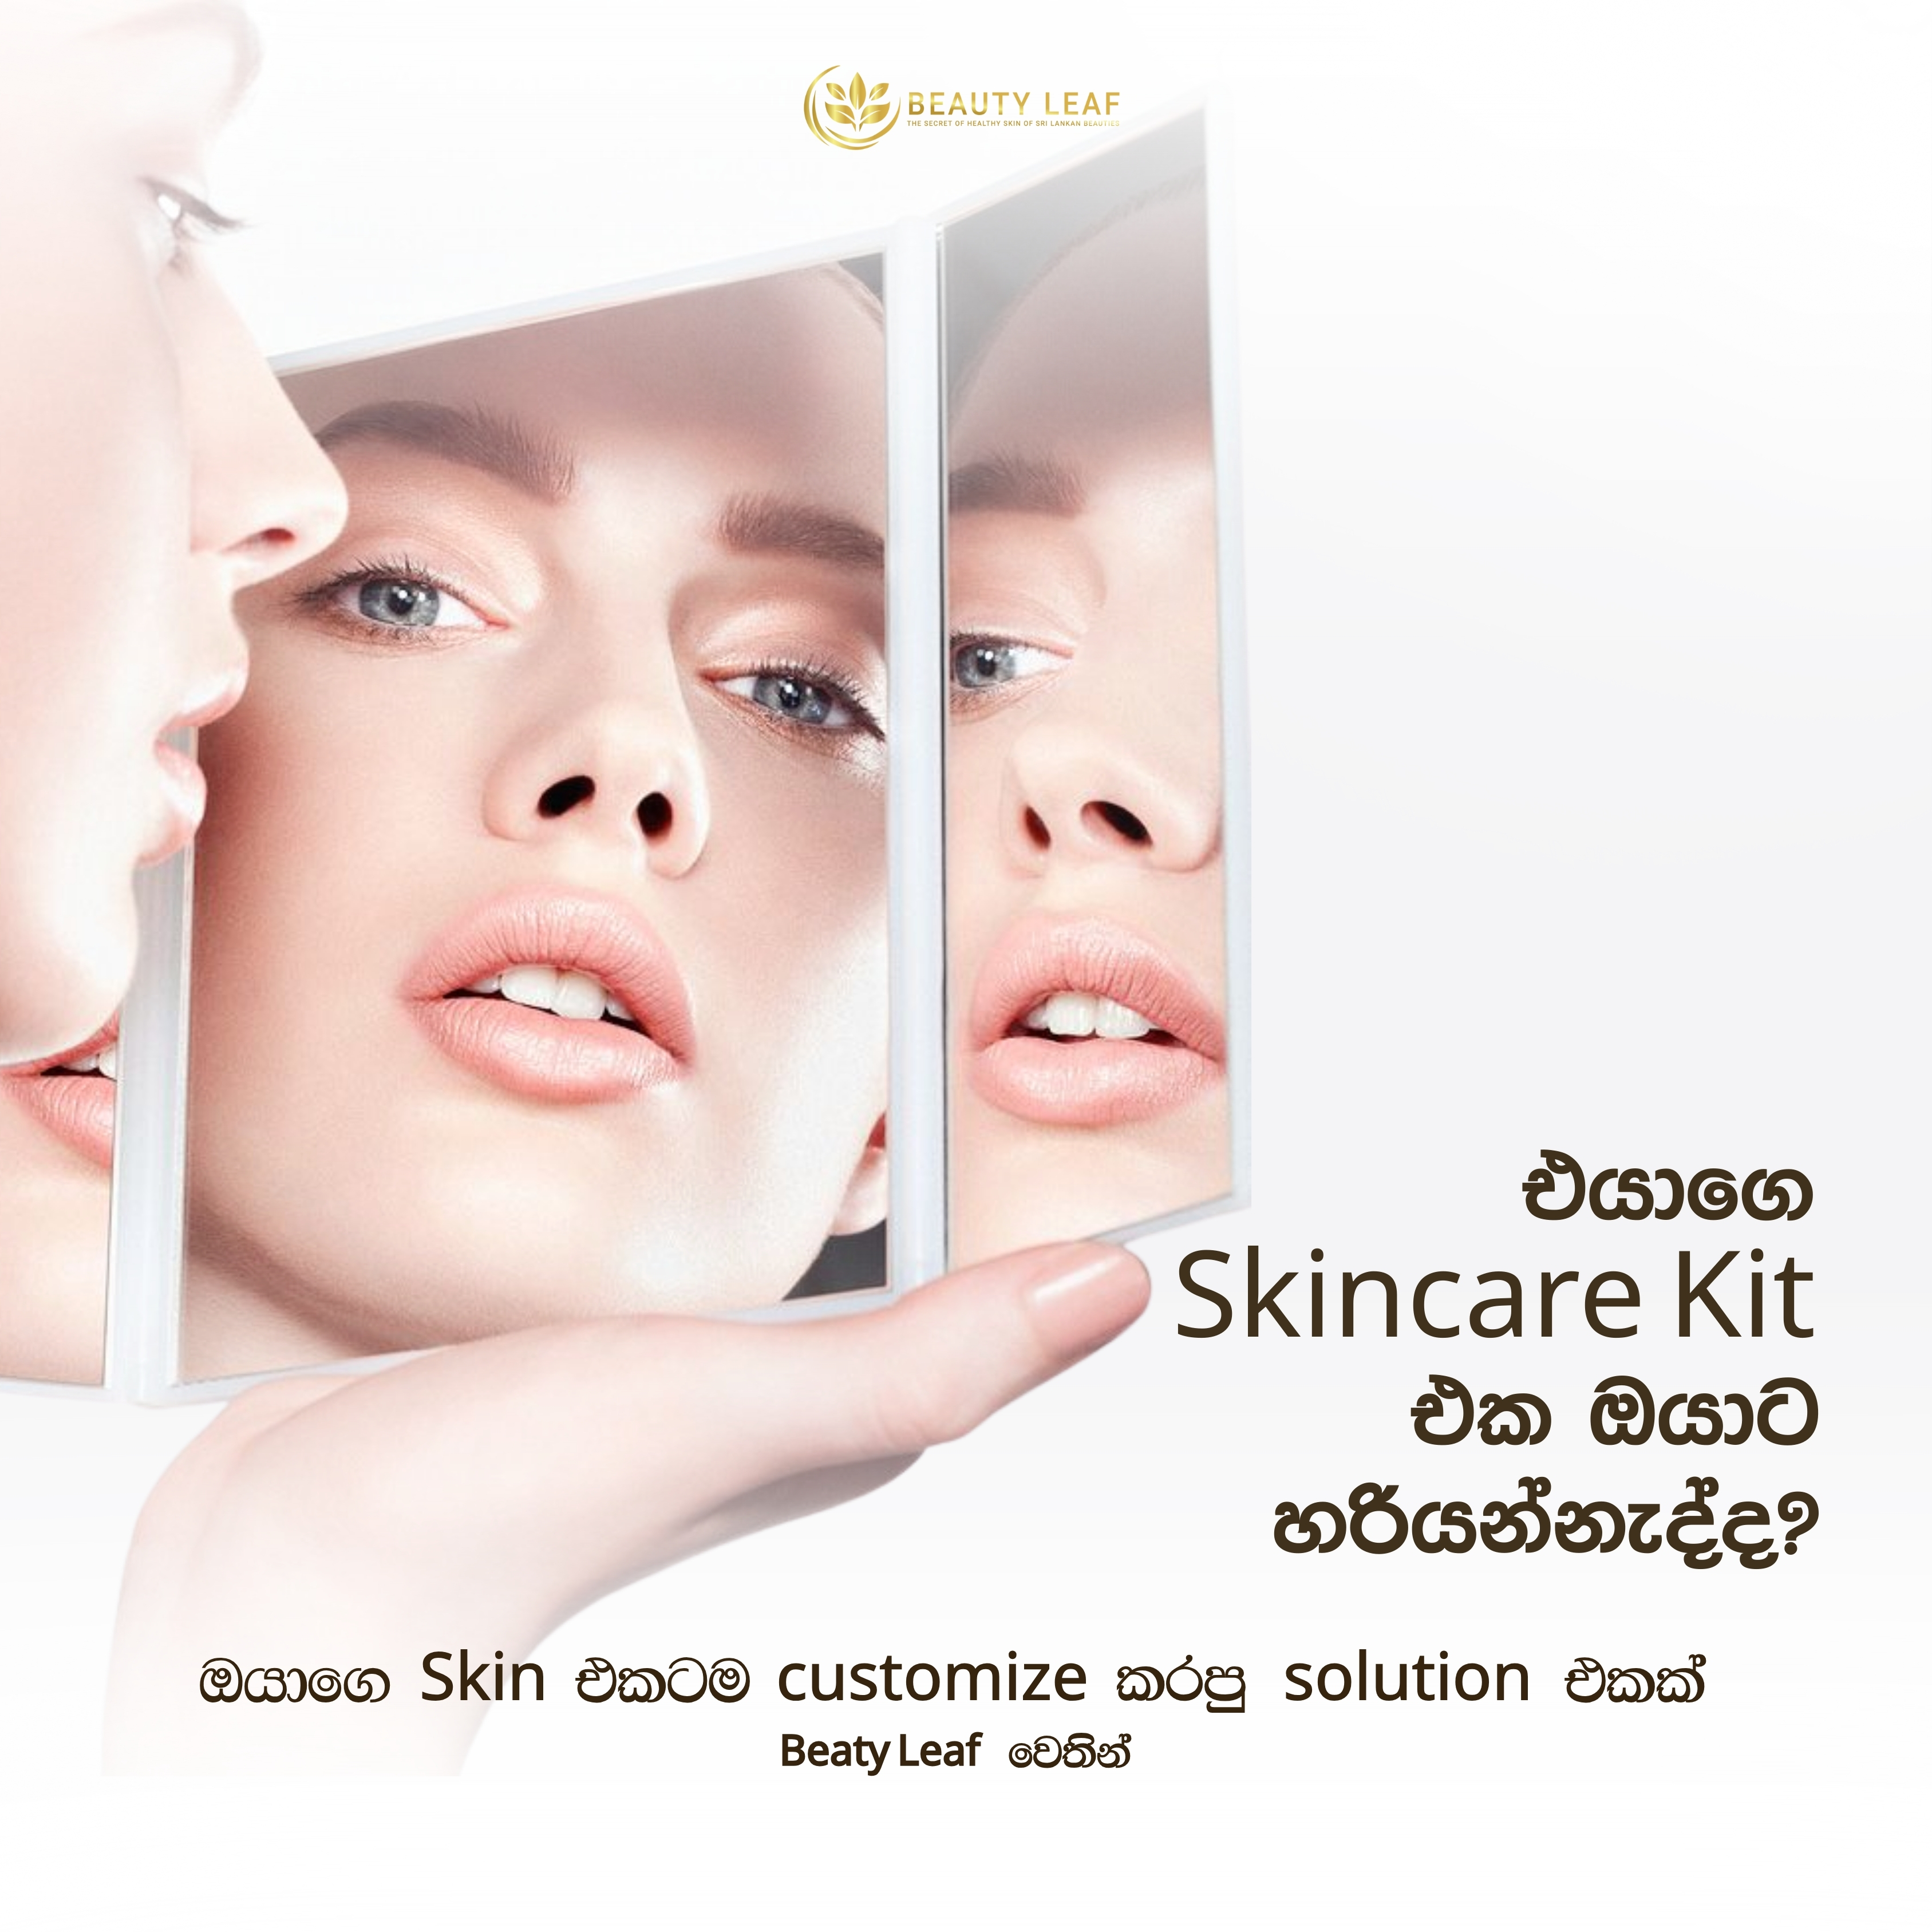 BEAUTY LEAF
THE SECRET OF HEALTHY SKIN OF SRI LANKAN BEAUTIES
එයාගෙ
Skincare Kit
එක ඔයාට
හරියන්නැද්ද?
ඔයාගෙ Skin එකටම customize කරපු solution එකක්
Beaty Leaf වෙතින්